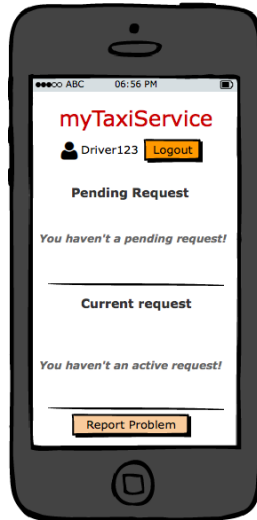 ABC 06:56 PM
myTaxiService
Driver123 Logout
Pending Request
You haven't a pending request!
Current request
You haven't an active request!
Report Problem